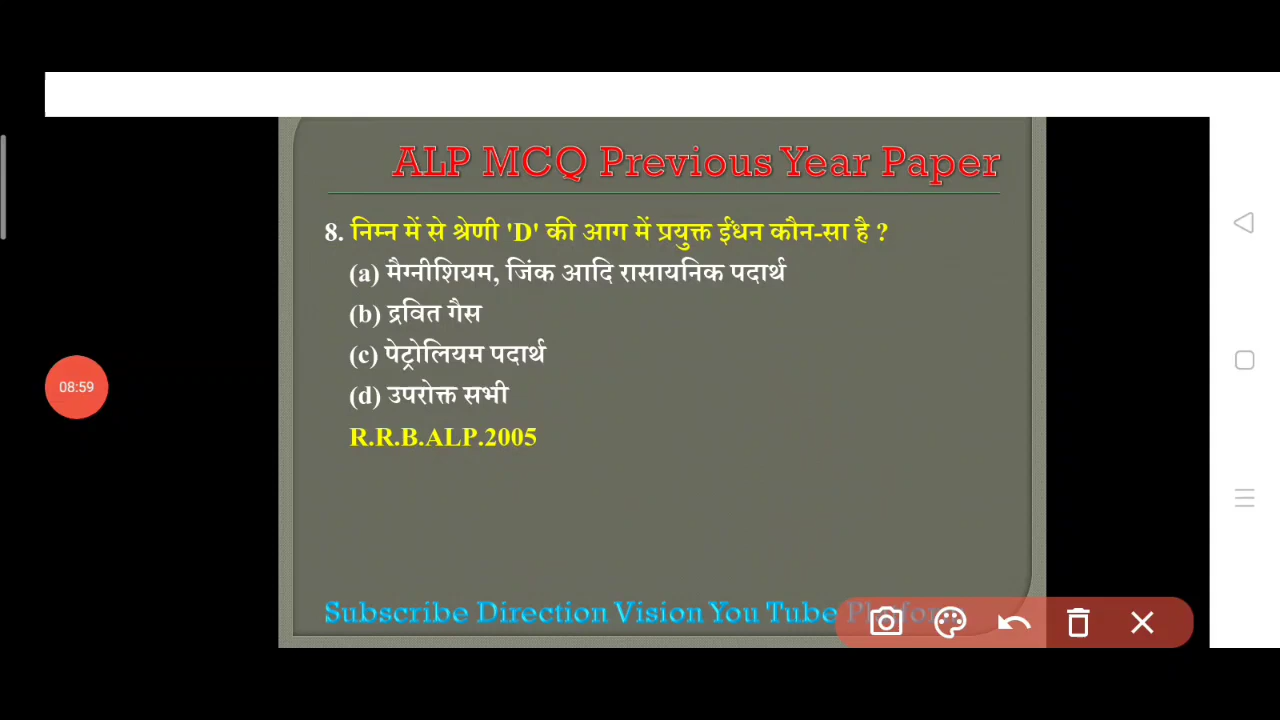 ALP MCQ Previous Year Paper
8. निम्न में से श्रेणी 'D' की आग में प्रयुक्त ईंधन कौन-सा है ?
(a) मैग्नीशियम, जिंक आदि रासायनिक पदार्थ
(b) द्रवित गैस
(c) पेट्रोलियम पदार्थ
(d) उपरोक्त सभी
08:59
R.R.B.ALP.2005
Subscribe Direction Vision You Tube